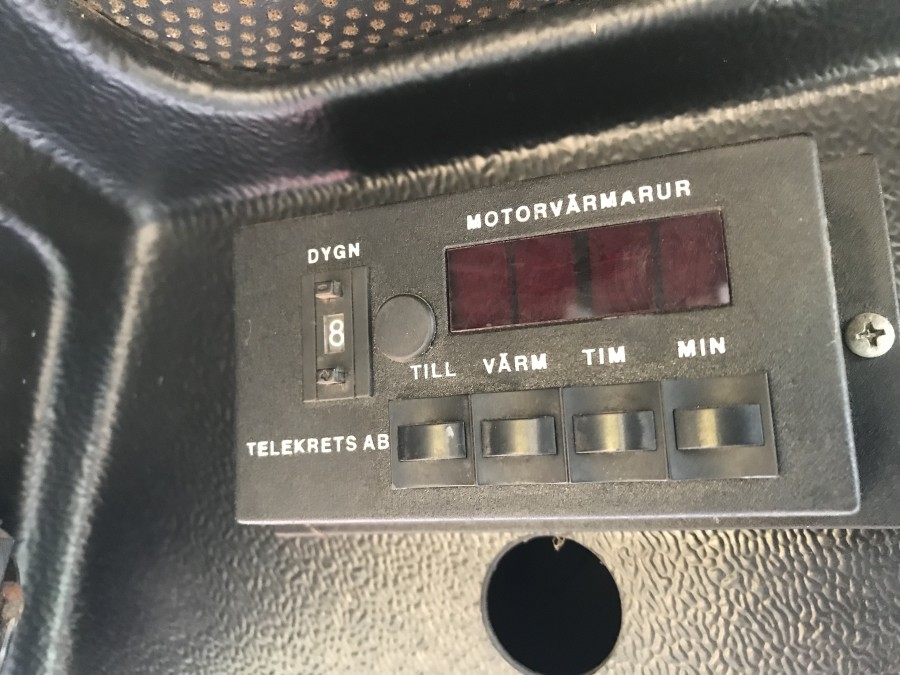 MOTORVÄRMARUR
DYGN
8
TILL VÄRM TIM MIN
TELEKRETS AB